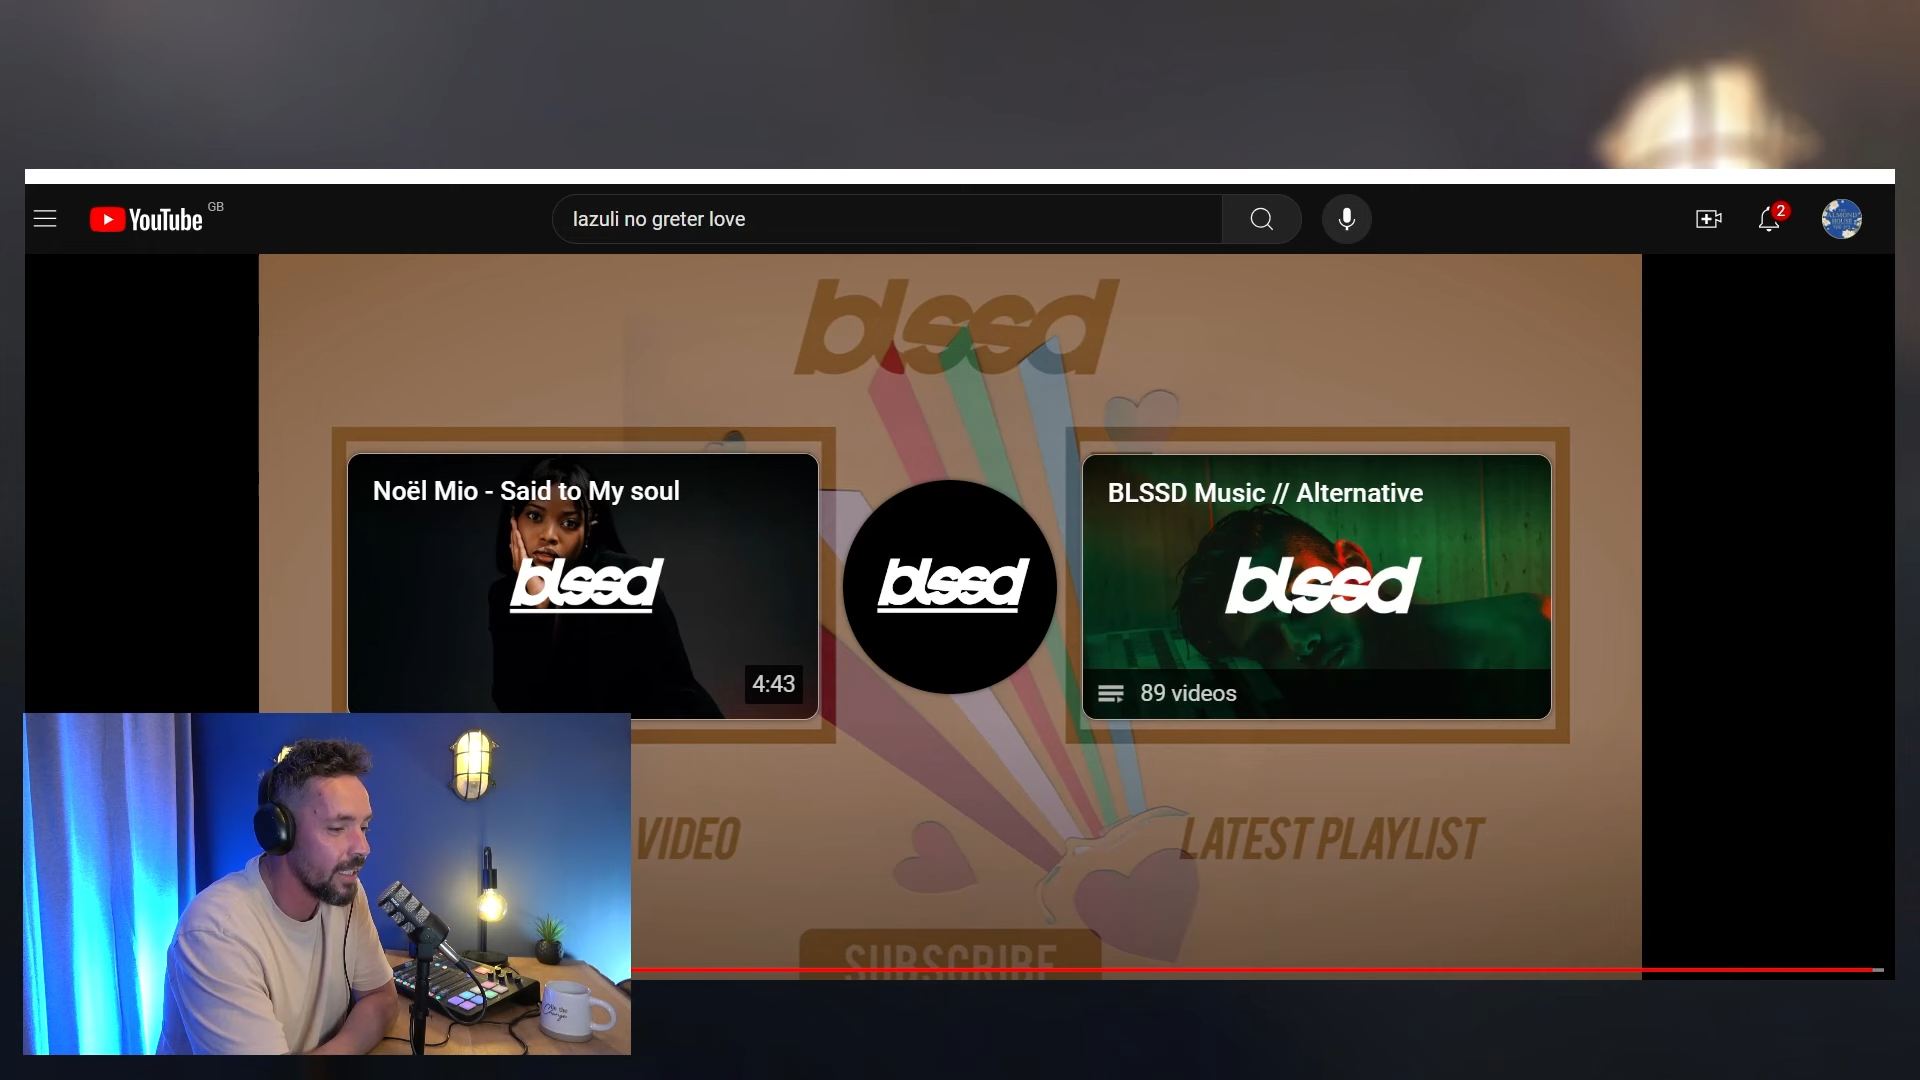 YouTube GB
lazuli no greter love
2
blssd
Noël Mio - Said to My soul
blssd
4:43
blssd
BLSSD Music // Alternative
blssd
89 videos
VIDEO
LATEST PLAYLIST
SUBSCRIBE